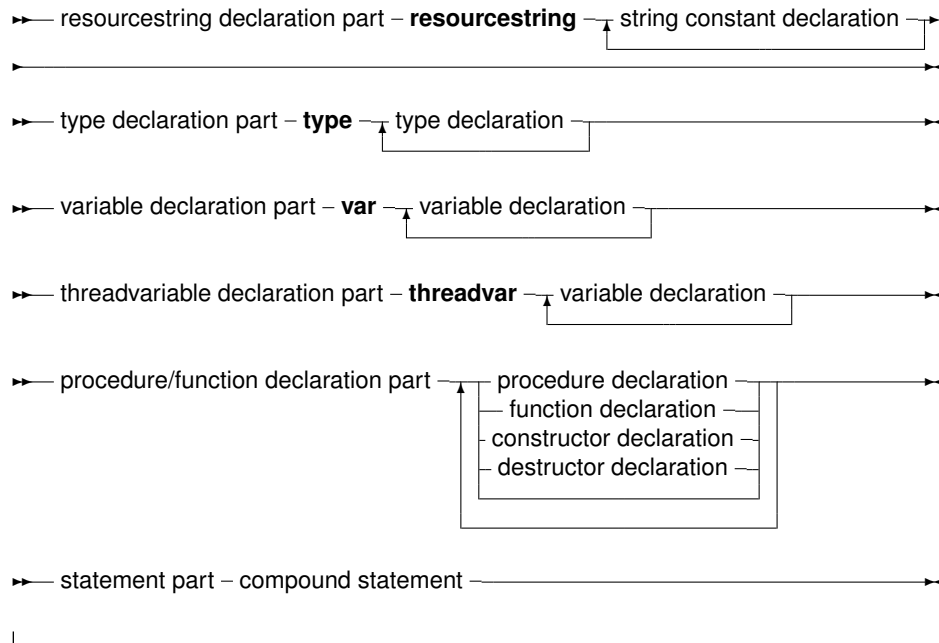 resourcestring declaration part – resourcestring string constant declaration
type declaration part – type type declaration
variable declaration part – var variable declaration
threadvariable declaration part – threadvar variable declaration
procedure/function declaration part procedure declaration
function declaration
constructor declaration
destructor declaration
statement part – compound statement